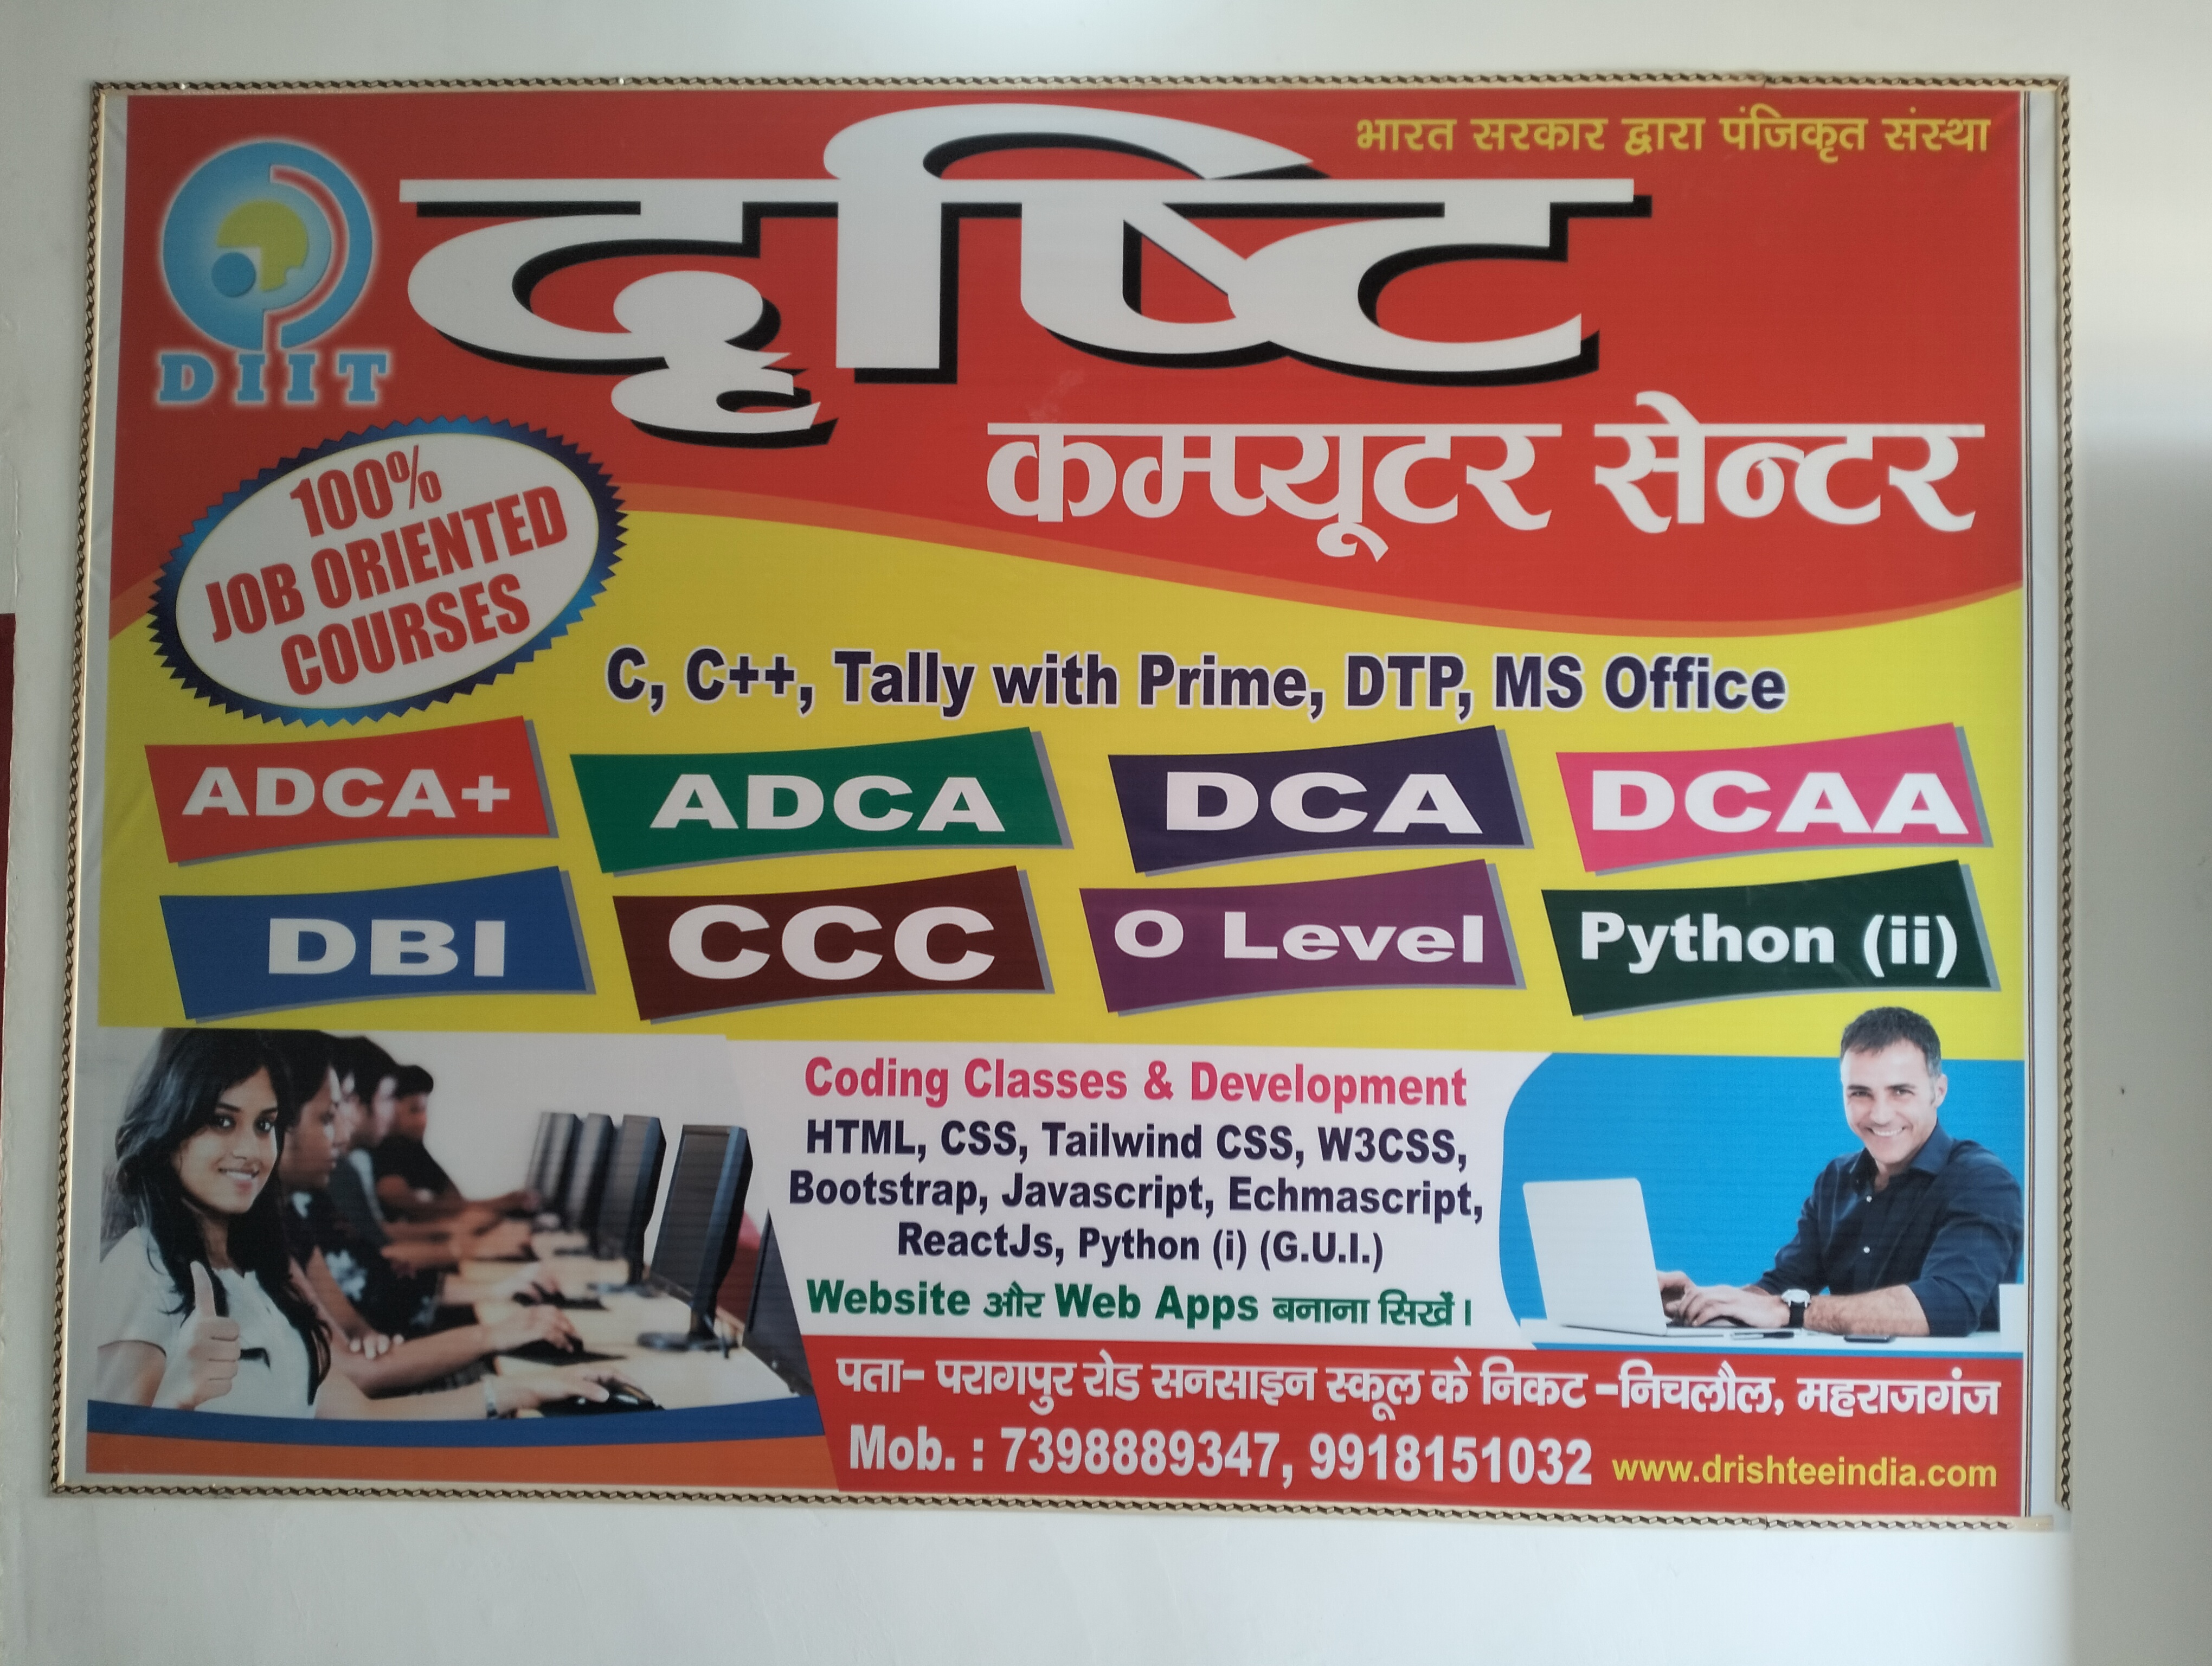 भारत सरकार द्वारा पंजिकृत संस्था
DIIT
दृष्टि
कम्प्यूटर सेन्टर
100%
JOB ORIENTED
COURSES
C, C++, Tally with Prime, DTP, MS Office
ADCA+ ADCA DCA DCAA
DBI CCC O Level Python (ii)
Coding Classes & Development
HTML, CSS, Tailwind CSS, W3CSS,
Bootstrap, Javascript, Echmascript,
ReactJs, Python (i) (G.U.I.)
Website और Web Apps बनाना सिखें।
पता- परागपुर रोड सनसाइन स्कूल के निकट -निचलौल, महराजगंज
Mob. : 7398889347, 9918151032 www.drishteeindia.com